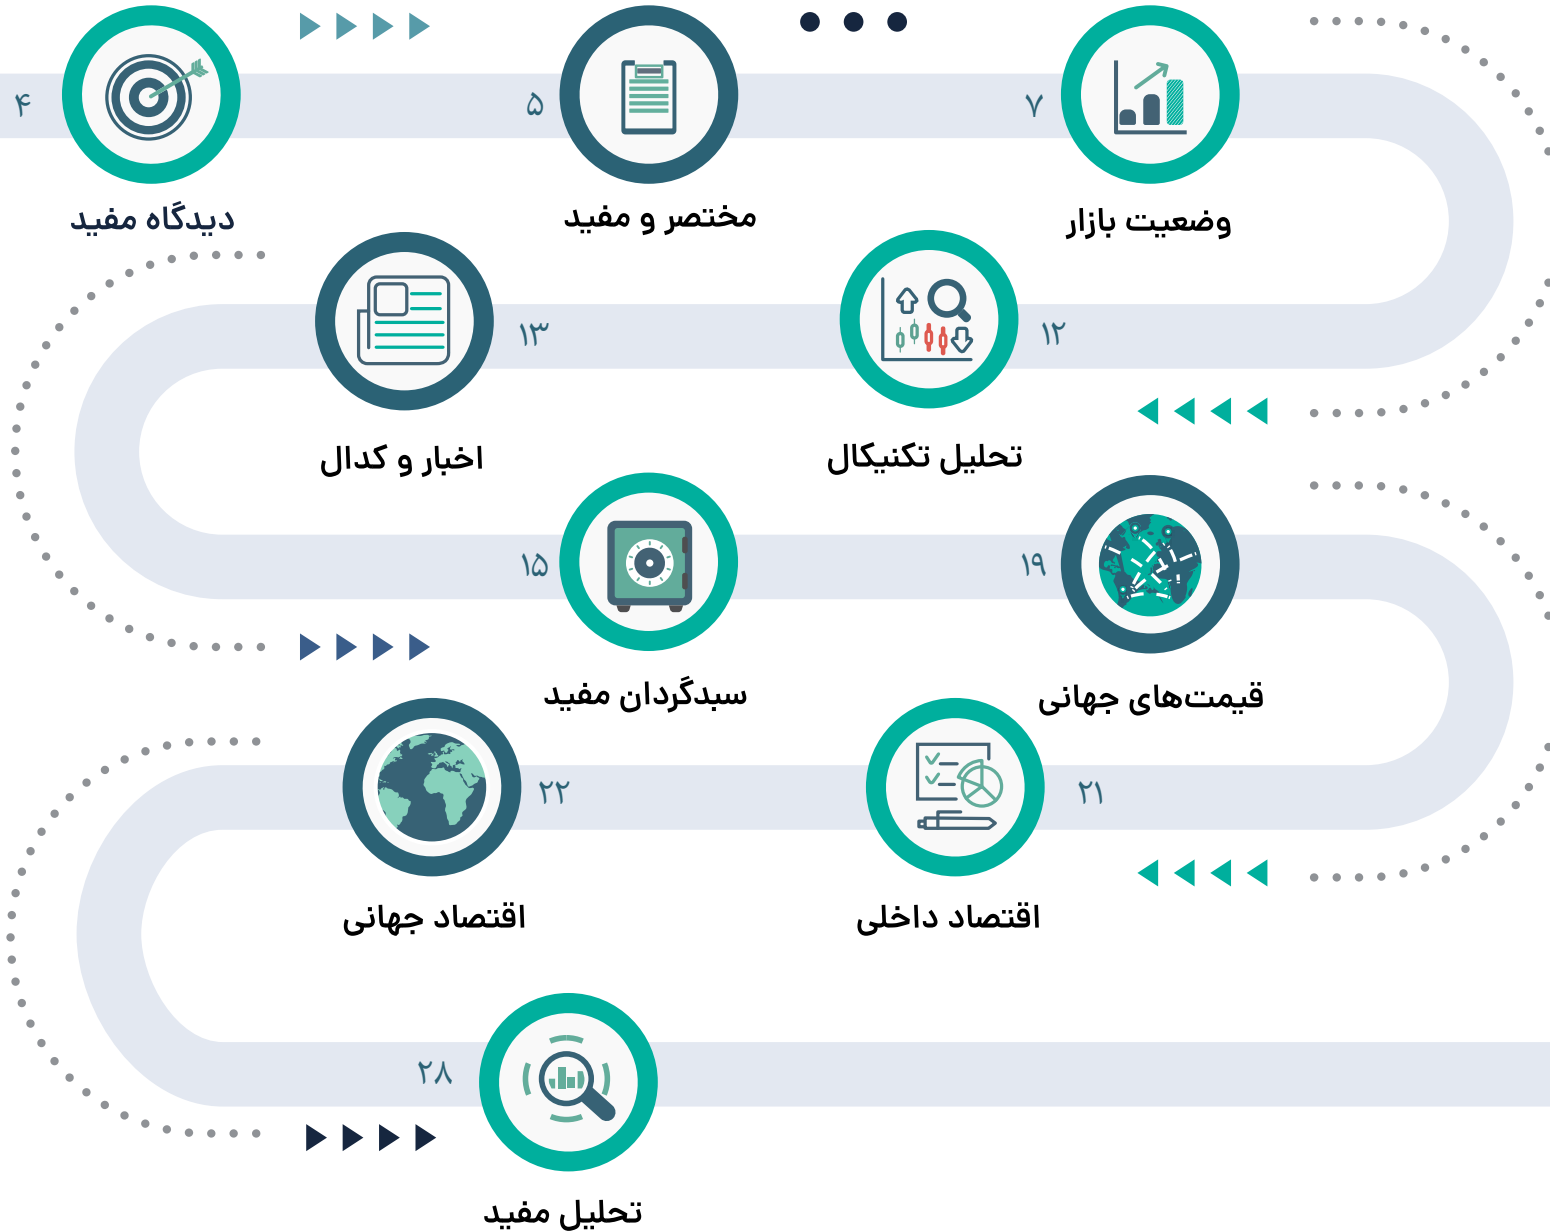 ۴
دیدگاه مفید
۵
مختصر و مفید
۷
وضعیت بازار
۱۲
تحلیل تکنیکال
۱۳
اخبار و کدال
۱۵
سبدگردان مفید
۱۹
قیمت‌های جهانی
۲۱
اقتصاد داخلی
۲۲
اقتصاد جهانی
۲۸
تحلیل مفید